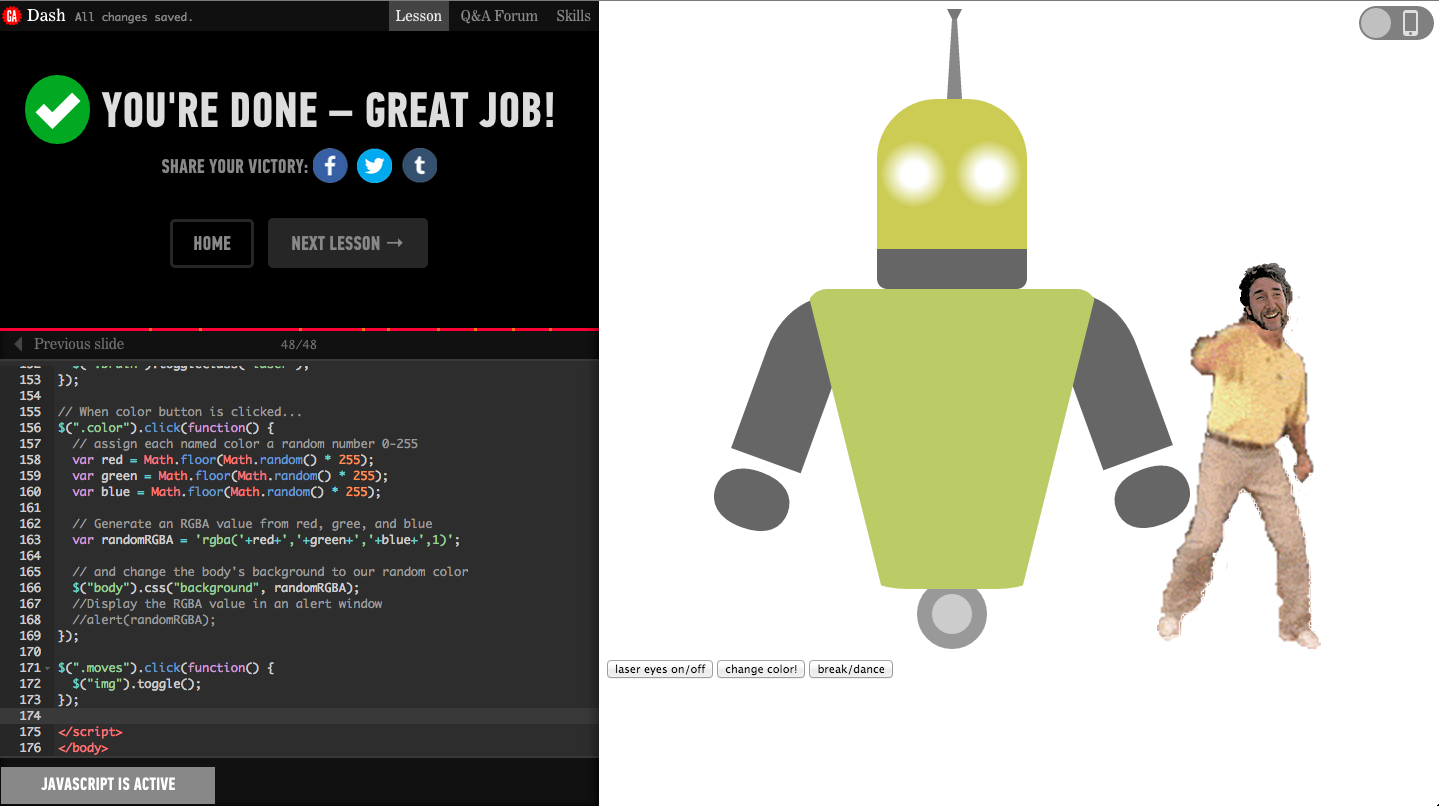 GA Dash All changes saved. Lesson Q&A Forum Skills
YOU'RE DONE – GREAT JOB!
SHARE YOUR VICTORY: f t
HOME NEXT LESSON →
Previous slide 48/48
153 });
154
155 // When color button is clicked...
156 $(".color").click(function() {
157 // assign each named color a random number 0-255
158 var red = Math.floor(Math.random() * 255);
159 var green = Math.floor(Math.random() * 255);
160 var blue = Math.floor(Math.random() * 255);
161
162 // Generate an RGBA value from red, gree, and blue
163 var randomRGBA = 'rgba('+red+','+green+','+blue+',1)';
164
165 // and change the body's background to our random color
166 $("body").css("background", randomRGBA);
167 //Display the RGBA value in an alert window
168 //alert(randomRGBA);
169 });
170
171 $(".moves").click(function() {
172 $("img").toggle();
173 });
174
175 </script>
176 </body>
JAVASCRIPT IS ACTIVE
laser eyes on/off change color! break/dance